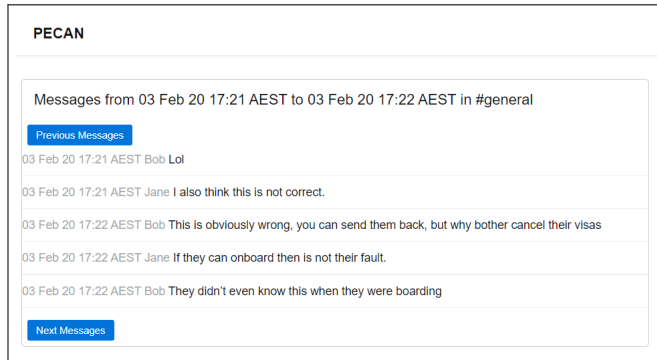 PECAN
Messages from 03 Feb 20 17:21 AEST to 03 Feb 20 17:22 AEST in #general
Previous Messages
03 Feb 20 17:21 AEST Bob Lol
03 Feb 20 17:21 AEST Jane I also think this is not correct.
03 Feb 20 17:22 AEST Bob This is obviously wrong, you can send them back, but why bother cancel their visas
03 Feb 20 17:22 AEST Jane If they can onboard then is not their fault.
03 Feb 20 17:22 AEST Bob They didn't even know this when they were boarding
Next Messages